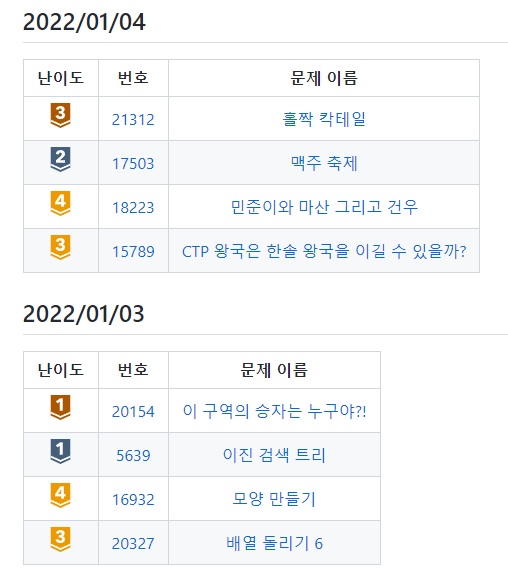 2022/01/04
난이도 번호 문제 이름
3 21312 홀짝 칵테일
2 17503 맥주 축제
4 18223 민준이와 마산 그리고 건우
3 15789 CTP 왕국은 한솔 왕국을 이길 수 있을까?
2022/01/03
난이도 번호 문제 이름
1 20154 이 구역의 승자는 누구야?!
1 5639 이진 검색 트리
4 16932 모양 만들기
3 20327 배열 돌리기 6